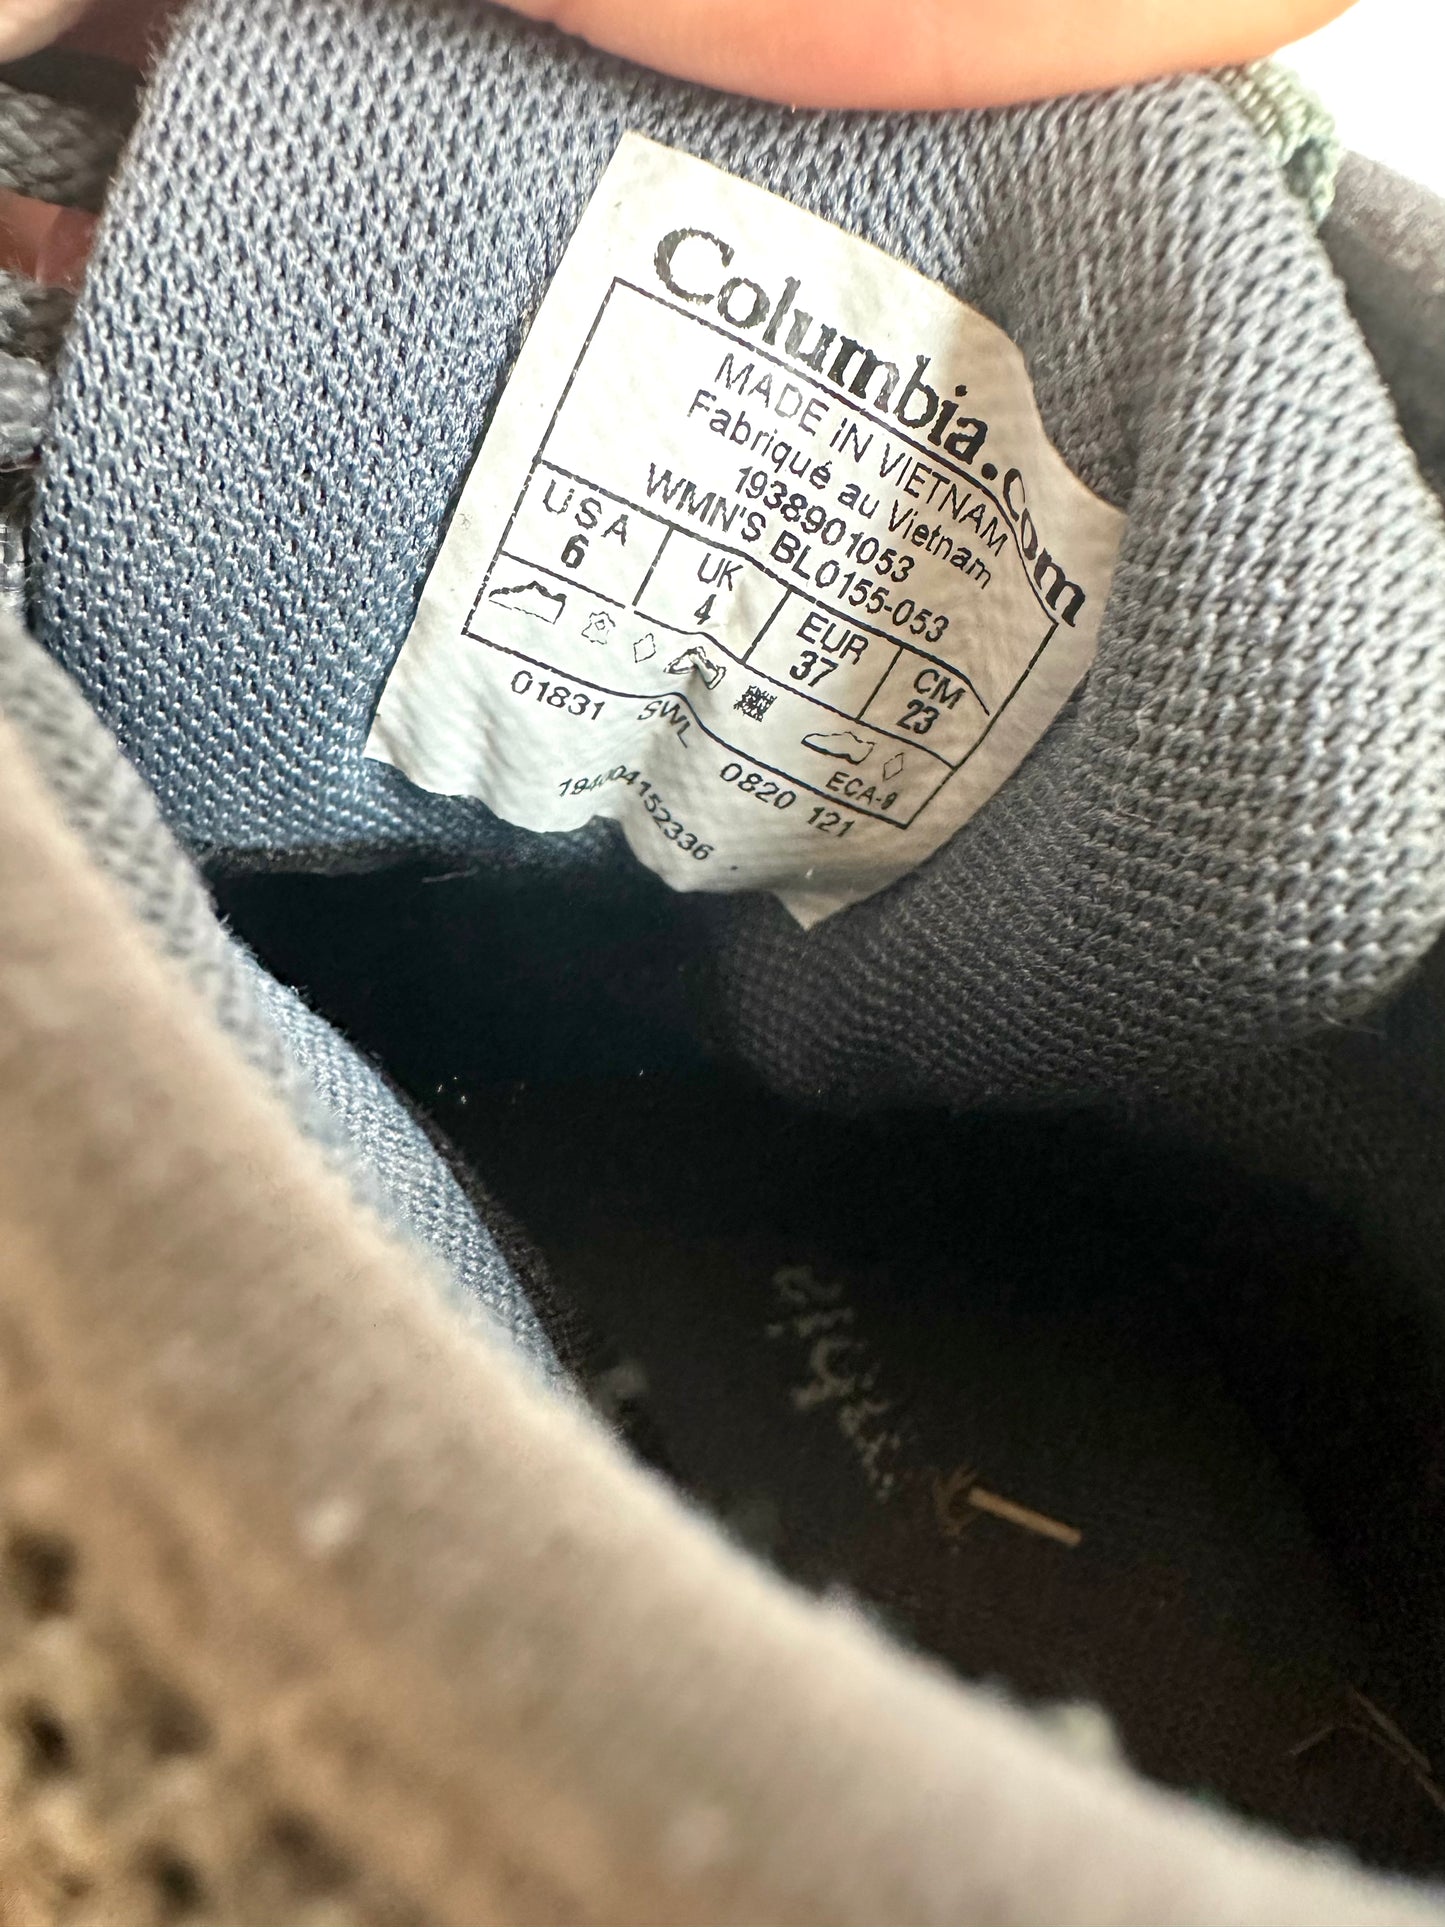 Columbia.com
MADE IN VIETNAM
Fabriqué au Vietnam
1938901053
WMN'S BL0155-053
USA UK EUR CM
6 4 37 23
ECA-9
01831 SWL 0820 121